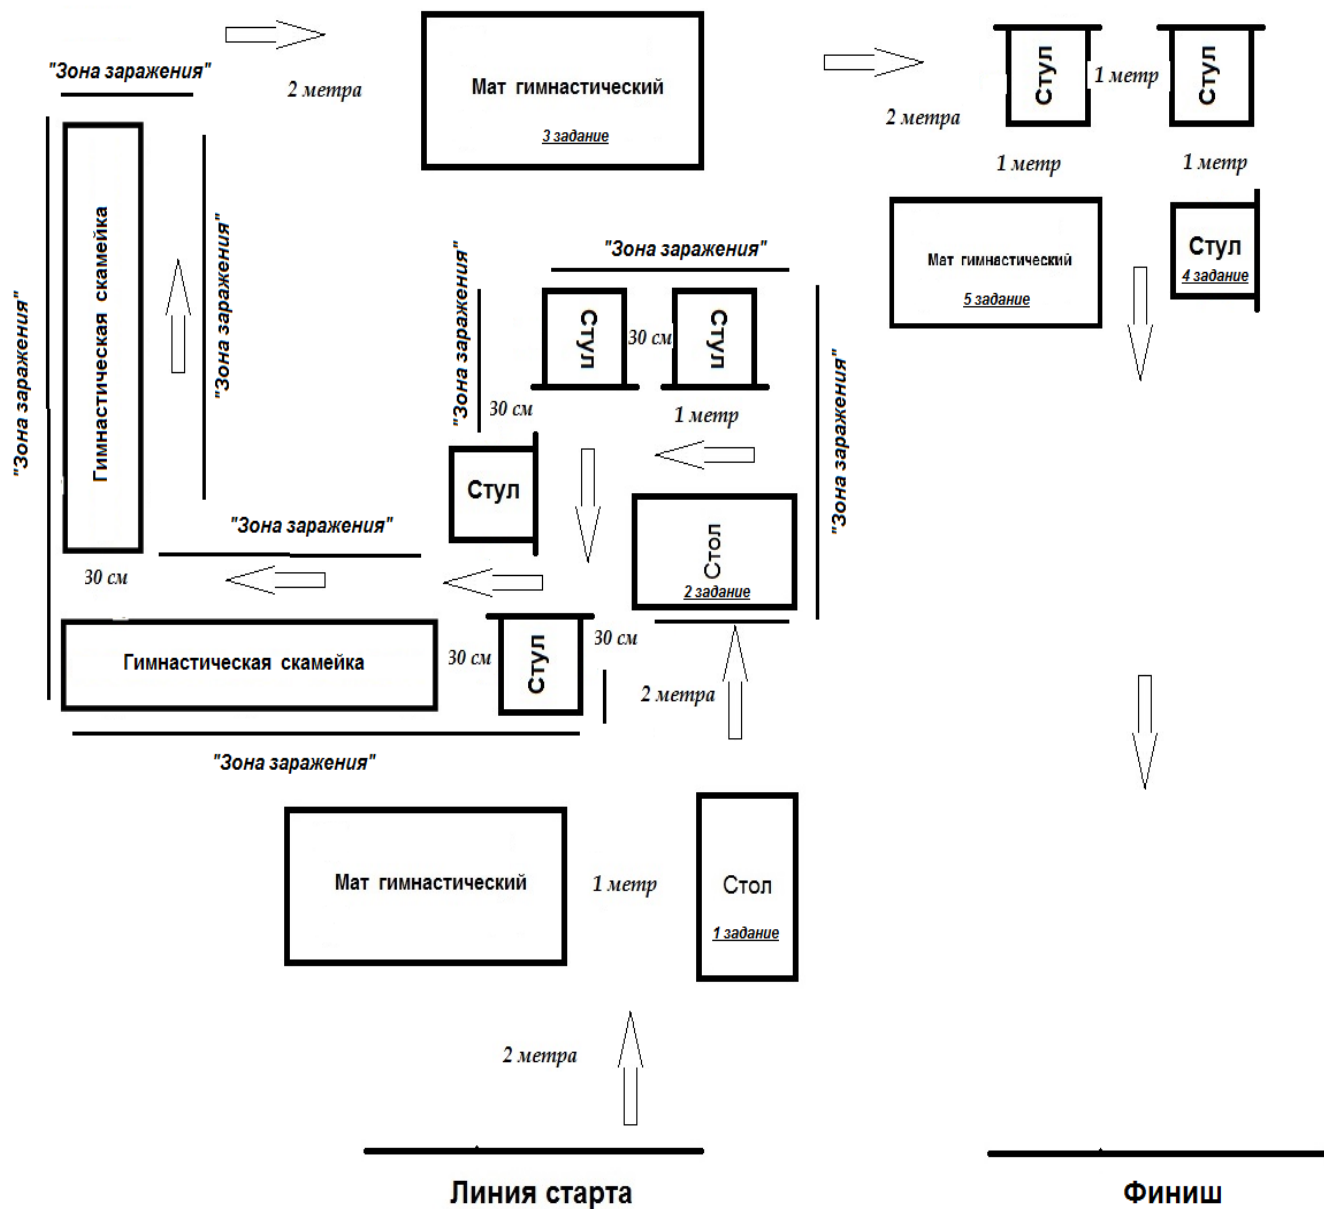 "Зона заражения"
2 метра
Мат гимнастический
3 задание
2 метра
Стул
1 метр
Стул
1 метр
1 метр
Мат гимнастический
5 задание
Стул
4 задание
"Зона заражения"
Гимнастическая скамейка
"Зона заражения"
"Зона заражения"
"Зона заражения"
Стул
30 см
Стул
"Зона заражения"
30 см
1 метр
Стул
Стол
2 задание
"Зона заражения"
30 см
Гимнастическая скамейка
30 см
Стул
30 см
2 метра
"Зона заражения"
Мат гимнастический
1 метр
Стол
1 задание
2 метра
Линия старта
Финиш